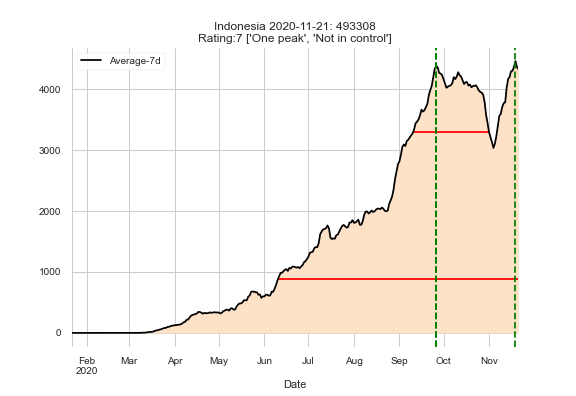 Indonesia 2020-11-21: 493308
Rating:7 ['One peak', 'Not in control']
Average-7d
4000
3000
2000
1000
0
Feb Mar Apr May Jun Jul Aug Sep Oct Nov
2020
Date